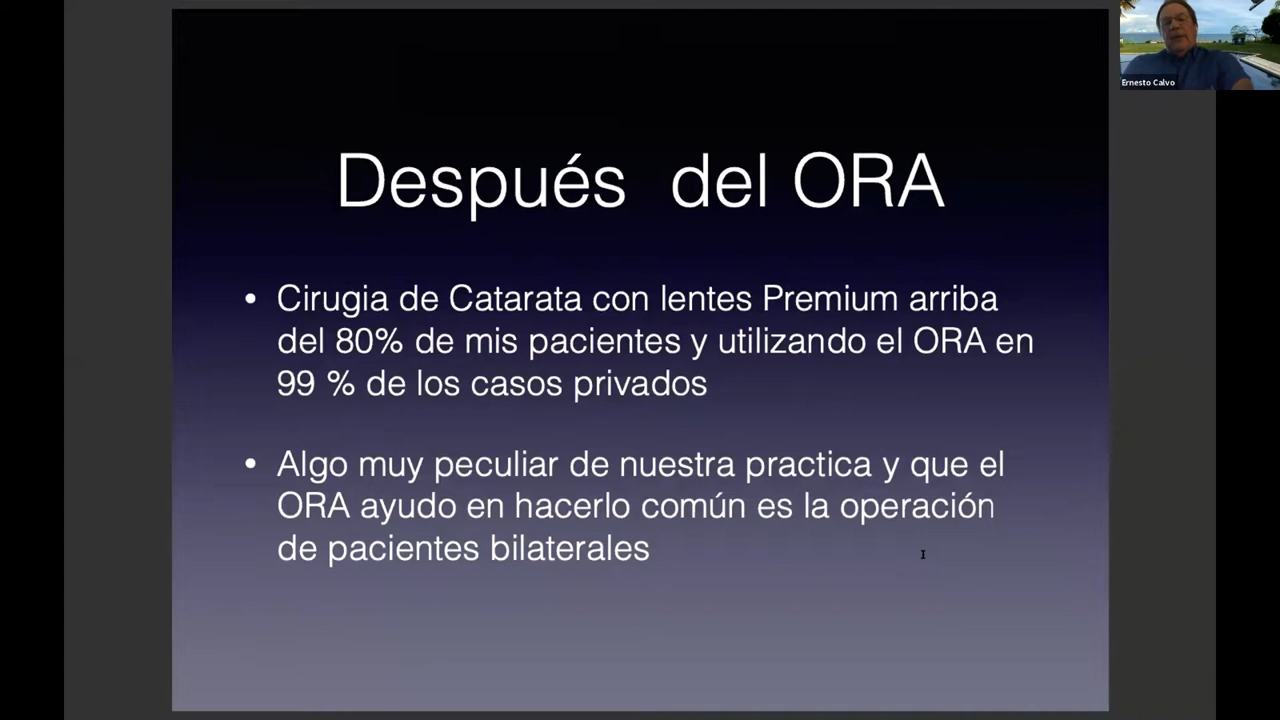 Después del ORA
• Cirugia de Catarata con lentes Premium arriba
del 80% de mis pacientes y utilizando el ORA en
99 % de los casos privados
• Algo muy peculiar de nuestra practica y que el
ORA ayudo en hacerlo común es la operación
de pacientes bilaterales
Ernesto Calvo